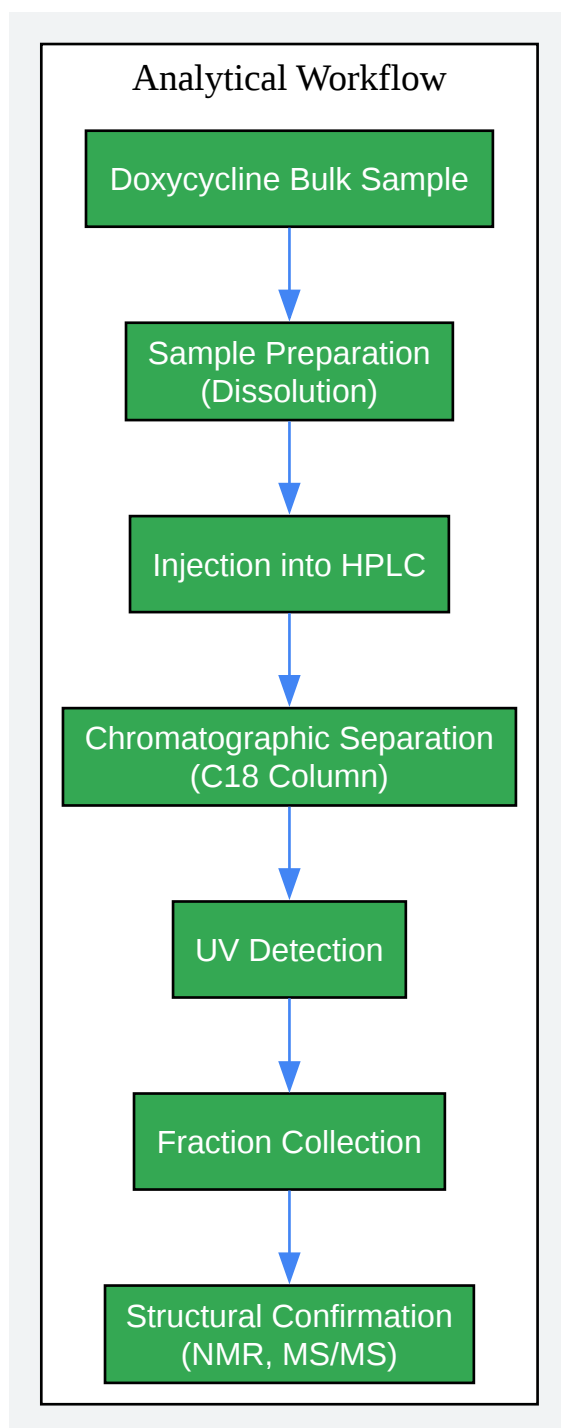 Analytical Workflow
Doxycycline Bulk Sample
Sample Preparation
(Dissolution)
Injection into HPLC
Chromatographic Separation
(C18 Column)
UV Detection
Fraction Collection
Structural Confirmation
(NMR, MS/MS)